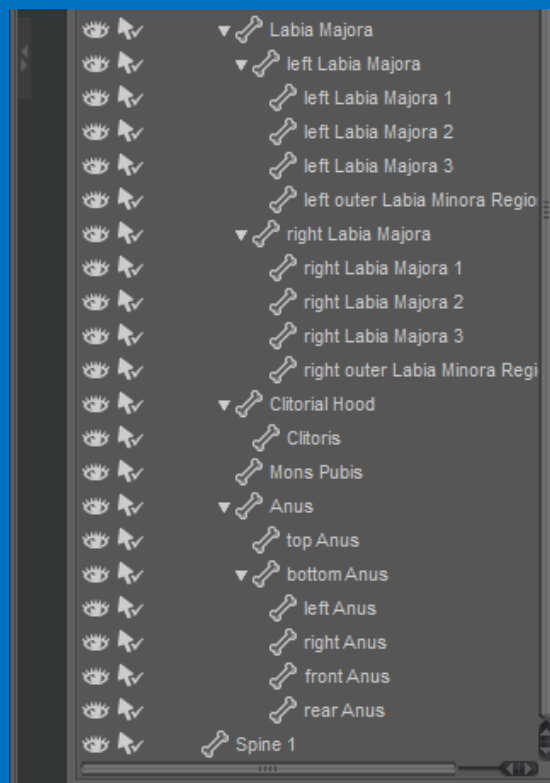 Labia Majora
left Labia Majora
left Labia Majora 1
left Labia Majora 2
left Labia Majora 3
left outer Labia Minora Regio
right Labia Majora
right Labia Majora 1
right Labia Majora 2
right Labia Majora 3
right outer Labia Minora Regi
Clitorial Hood
Clitoris
Mons Pubis
Anus
top Anus
bottom Anus
left Anus
right Anus
front Anus
rear Anus
Spine 1